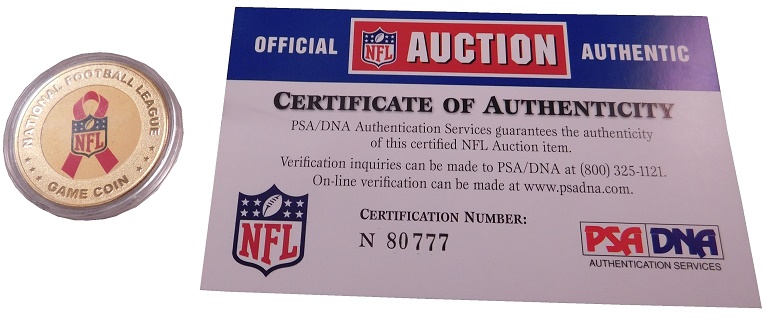 NATIONAL FOOTBALL LEAGUE
NFL
GAME COIN
OFFICIAL NFL AUCTION AUTHENTIC
CERTIFICATE OF AUTHENTICITY
PSA/DNA Authentication Services guarantees the authenticity
of this certified NFL Auction item.
Verification inquiries can be made to PSA/DNA at (800) 325-1121.
On-line verification can be made at www.psadna.com.
NFL
CERTIFICATION NUMBER:
N 80777
PSA DNA
AUTHENTICATION SERVICES